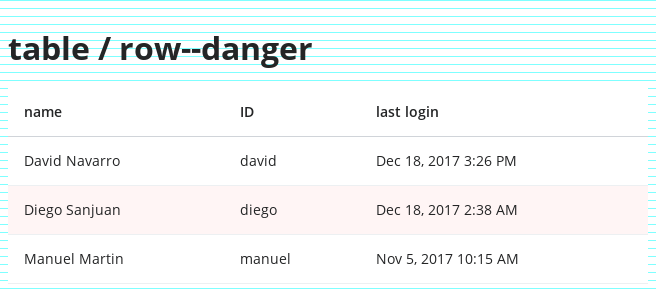 table / row--danger
name ID last login
David Navarro david Dec 18, 2017 3:26 PM
Diego Sanjuan diego Dec 18, 2017 2:38 AM
Manuel Martin manuel Nov 5, 2017 10:15 AM